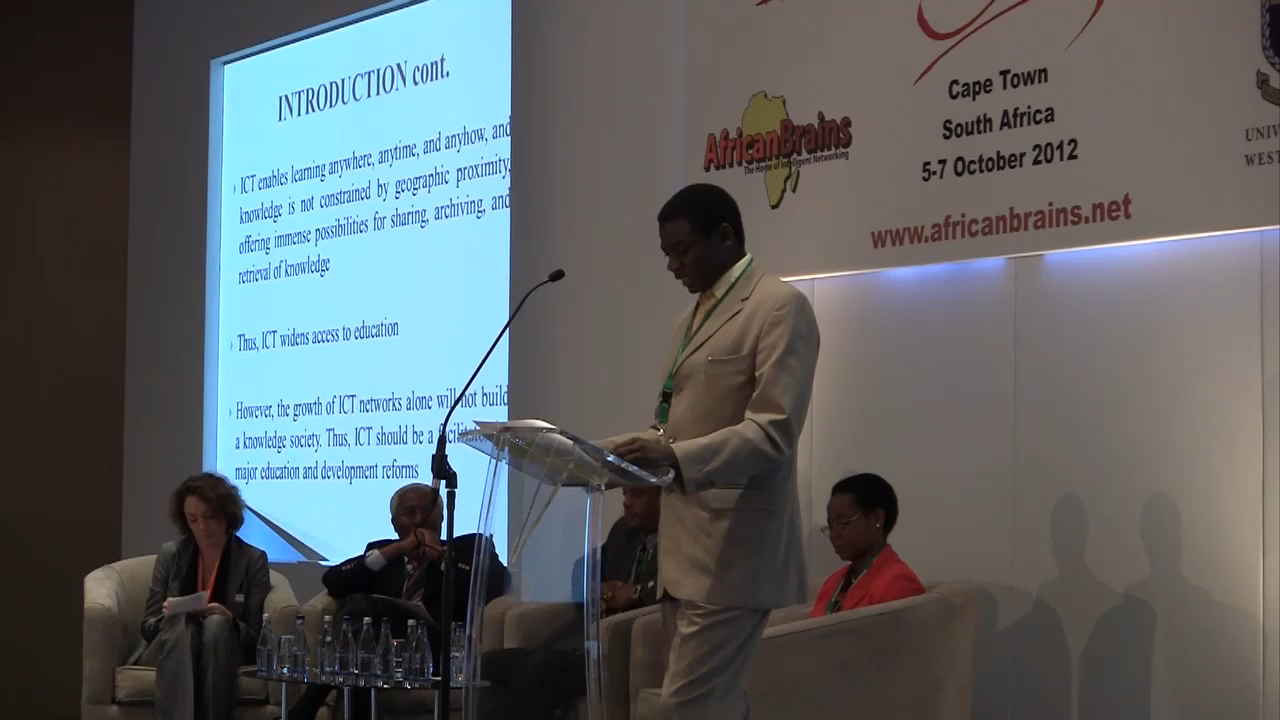 INTRODUCTION cont.
ICT enables learning anywhere, anytime, and anyhow, and
knowledge is not constrained by geographic proximity,
offering immense possibilities for sharing, archiving, and
retrieval of knowledge
Thus, ICT widens access to education
However, the growth of ICT networks alone will not build
a knowledge society. Thus, ICT should be a
major education and development reforms
AfricanBrains
The Home of Intelligent Networking
Cape Town
South Africa
5-7 October 2012
www.africanbrains.net
UNIV
WEST